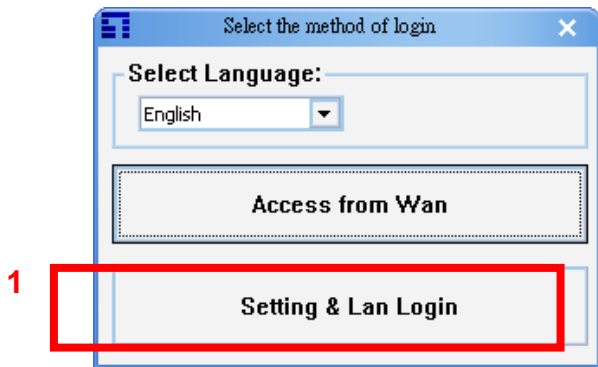 Select the method of login
Select Language:
English
Access from Wan
1
Setting & Lan Login